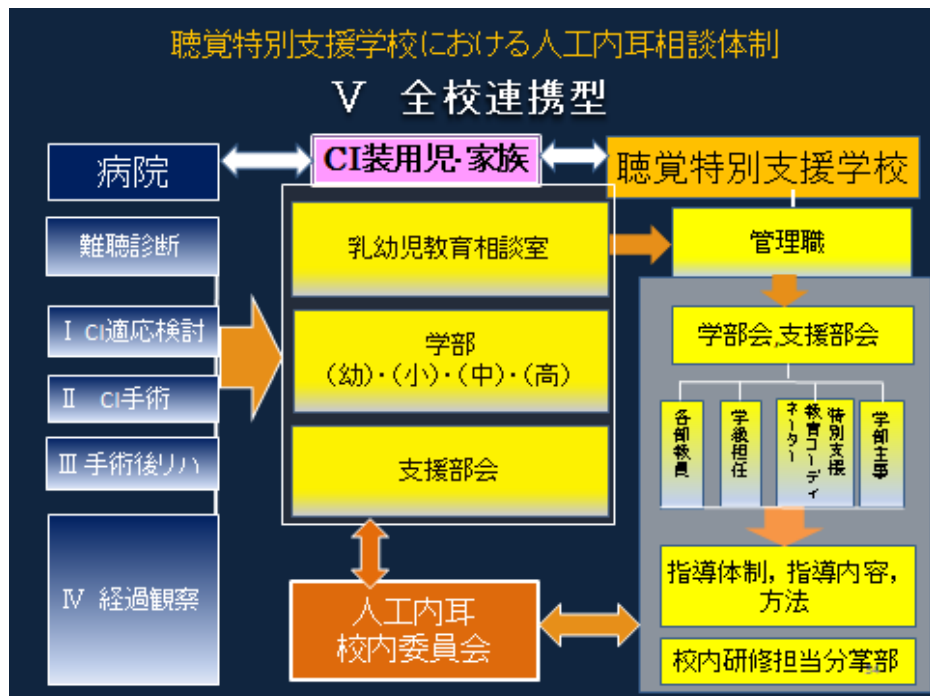 聴覚特別支援学校における人工内耳相談体制
Ⅴ 全校連携型
病院
CI装用児・家族
聴覚特別支援学校
難聴診断
Ⅰ CI適応検討
Ⅱ CI手術
Ⅲ 手術後リハ
Ⅳ 経過観察
乳幼児教育相談室
学部
(幼)・(小)・(中)・(高)
支援部会
人工内耳
校内委員会
管理職
学部会,支援部会
各部教員
学級担任
特別支援
教育コーディ
ネーター
学部主事
指導体制，指導内容，
方法
校内研修担当分掌部